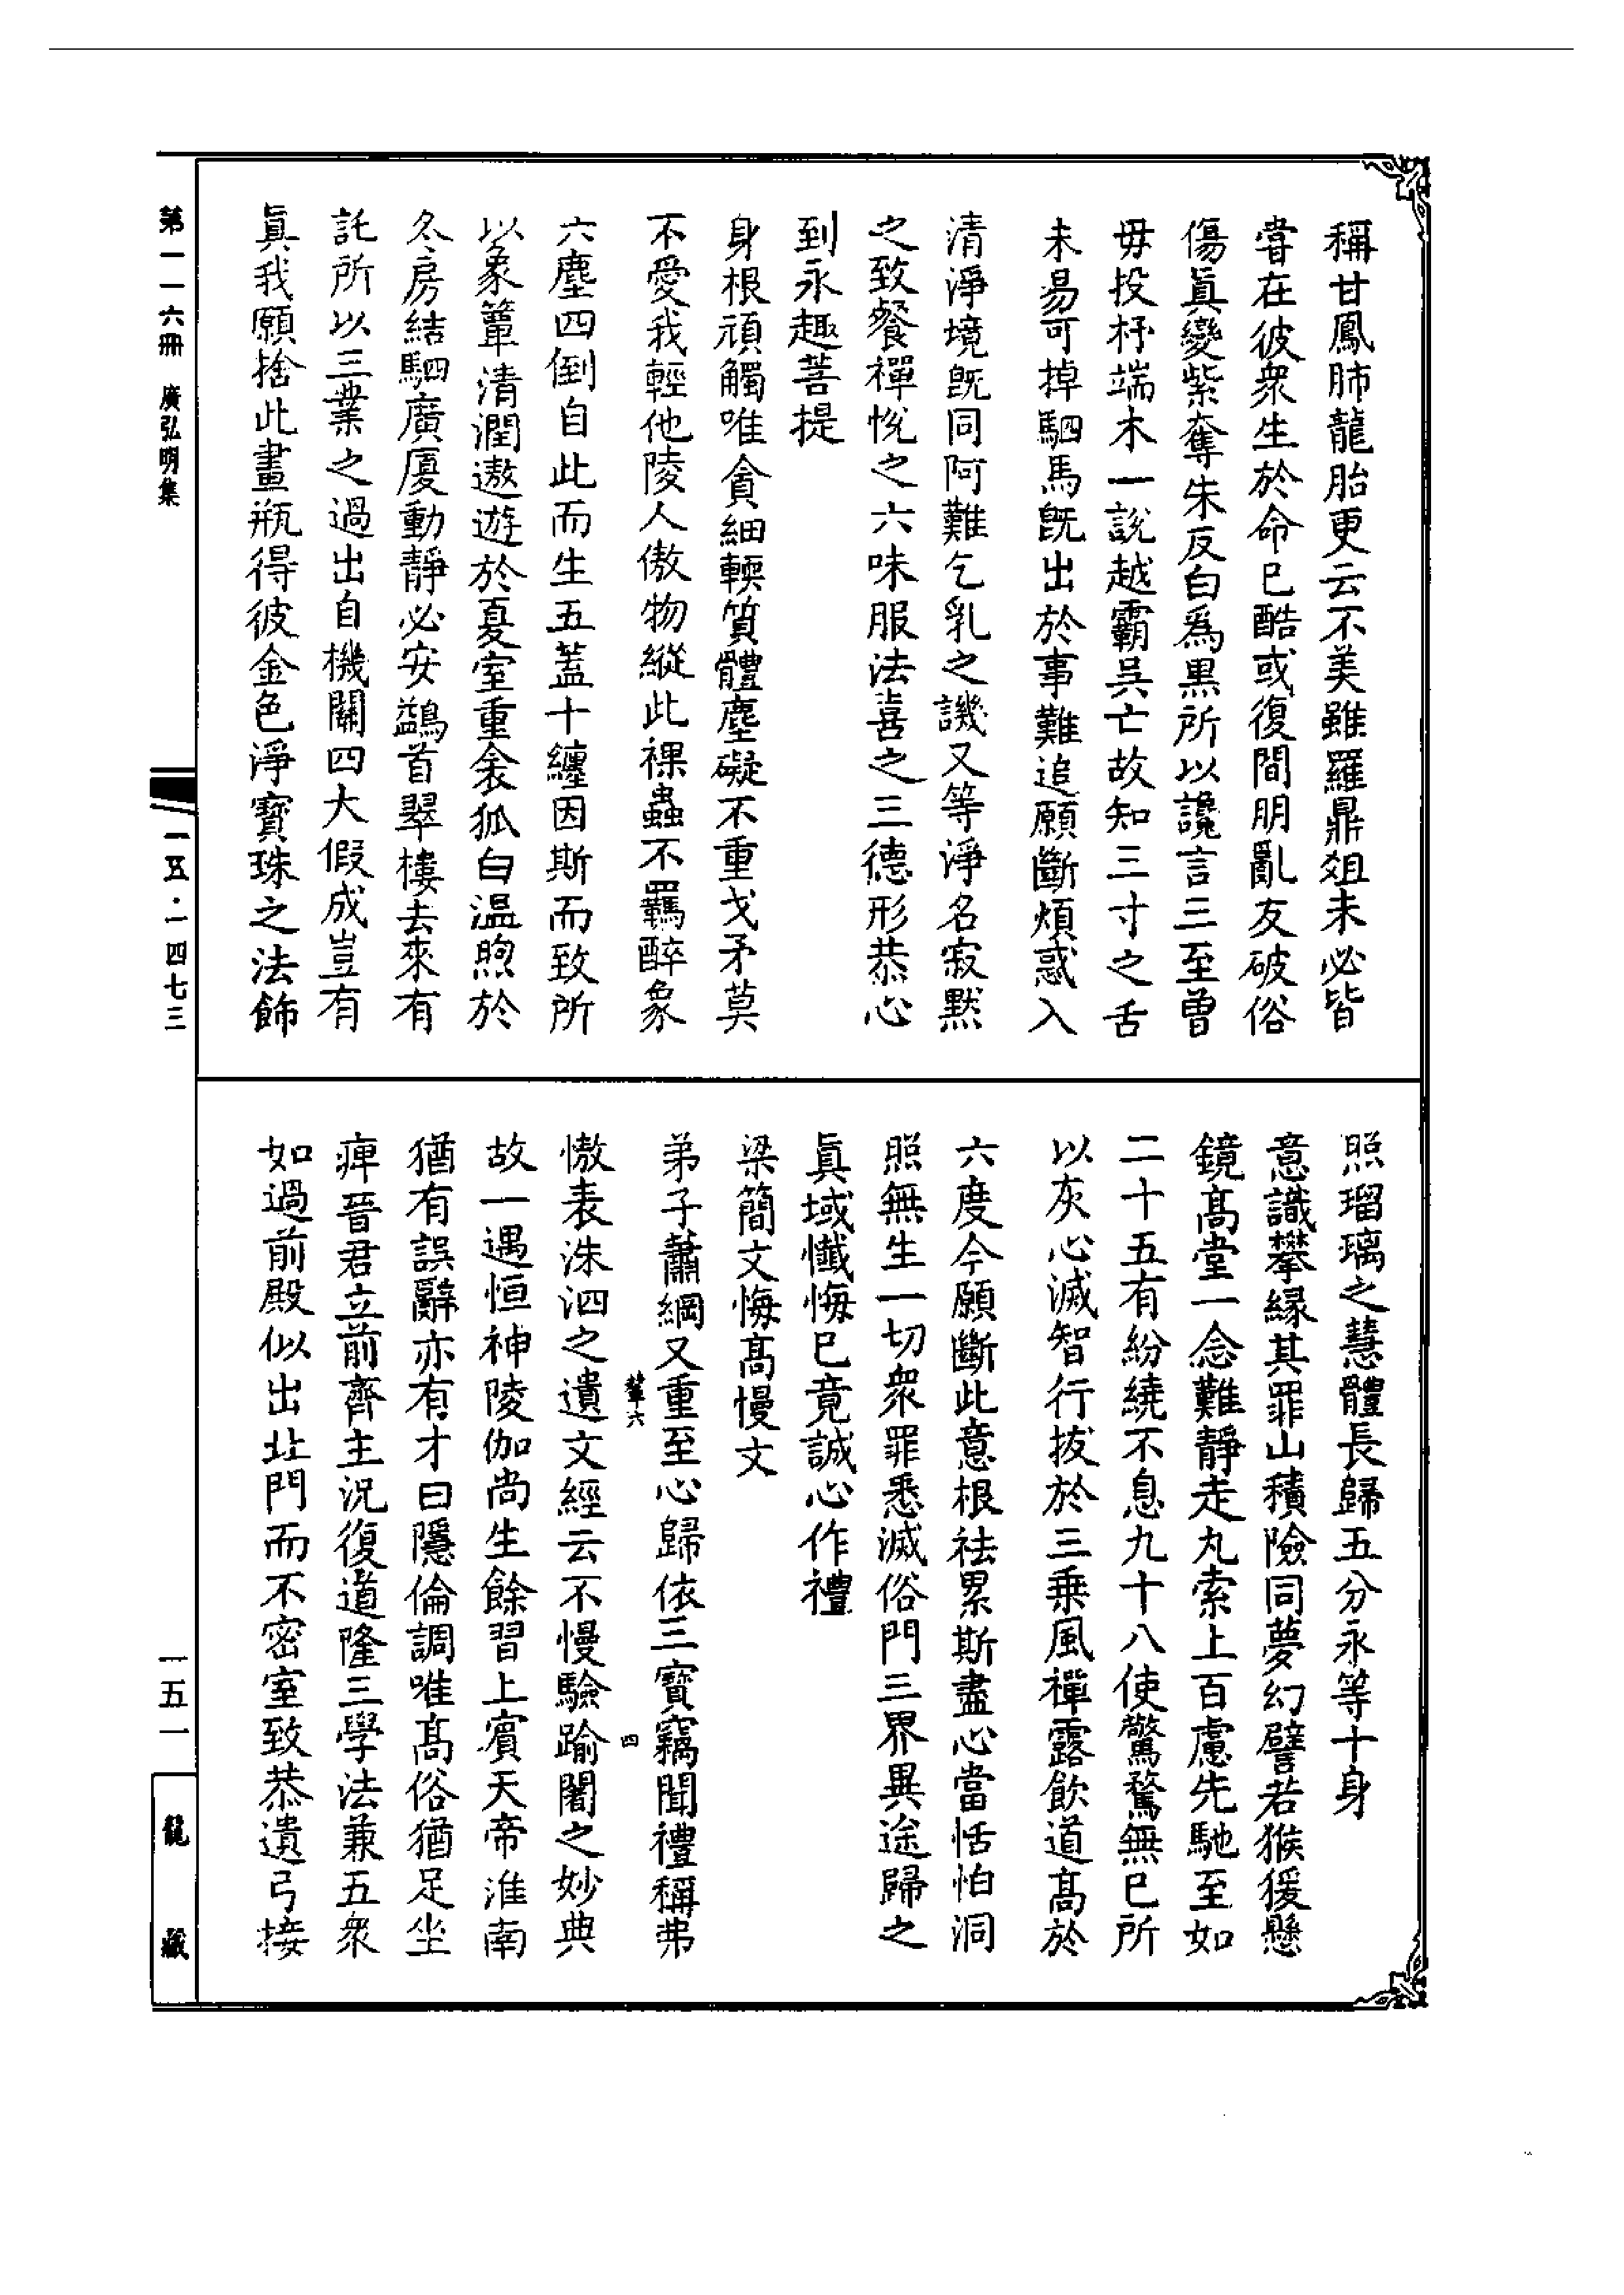 稱甘鳳肺龍胎更云不美雖羅鼎俎未必皆
甞在彼衆生於命已酷或復間朋亂友破俗
傷眞變紫奪朱反白爲黒所以讒言三至曾
毋投杼端木一說越霸吳亡故知三寸之舌
未易可掉駟馬旣出於事難追願斷煩惑入
清淨境旣同阿難乞乳之譏又等淨名寂黙
之致餐禪悅之六味服法喜之三德形恭心
到永趣菩提
身根頑觸唯貪細輭質體塵礙不重戈矛莫
不愛我輕他陵人傲物縱此裸蟲不羈醉象
六塵四倒自此而生五蓋十纏因斯而致所
以象簟清潤遨遊於夏室重衾狐白温煦於
冬房結駟廣厦動靜必安鷁首翠樓去來有
託所以三業之過出自機關四大假成豈有
眞我願捨此畫瓶得彼金色淨寶珠之法飾
照瑠璃之慧體長歸五分永等十身
意識攀緣其罪山積險同夢幻譬若猴猨懸
鏡髙堂一念難靜走丸索上百慮先馳至如
二十五有紛繞不息九十八使驚騖無已所
以灰心滅智行拔於三乗風禪露飲道髙於
六度今願斷此意根祛累斯盡心當恬怕洞
照無生一切衆罪悉滅俗門三界異途歸之
眞域懺悔已竟誠心作禮
梁簡文悔髙慢文
弟子蕭綱又重至心歸依三寶竊聞禮稱弗
輦六
四
慠表洙泗之遺文經云不慢驗踰闍之妙典
故一遇恒神陵伽尚生餘習上賓天帝淮南
猶有誤辭亦有才曰隱倫調唯髙俗猶足坐
痺晉君立前齊主況復道隆三學法兼五衆
如過前殿似出北門而不密室致恭遺弓接
第一一六冊 廣弘明集
一五·一四七三
一五一
龍藏